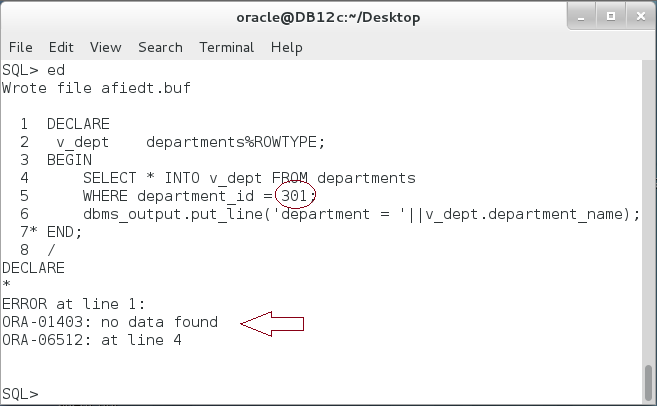 oracle@DB12c:~/Desktop
File Edit View Search Terminal Help
SQL> ed
Wrote file afiedt.buf
1 DECLARE
2 v_dept departments%ROWTYPE;
3 BEGIN
4 SELECT * INTO v_dept FROM departments
5 WHERE department_id = 301;
6 dbms_output.put_line('department = '||v_dept.department_name);
7* END;
8 /
DECLARE
*
ERROR at line 1:
ORA-01403: no data found
ORA-06512: at line 4
SQL>